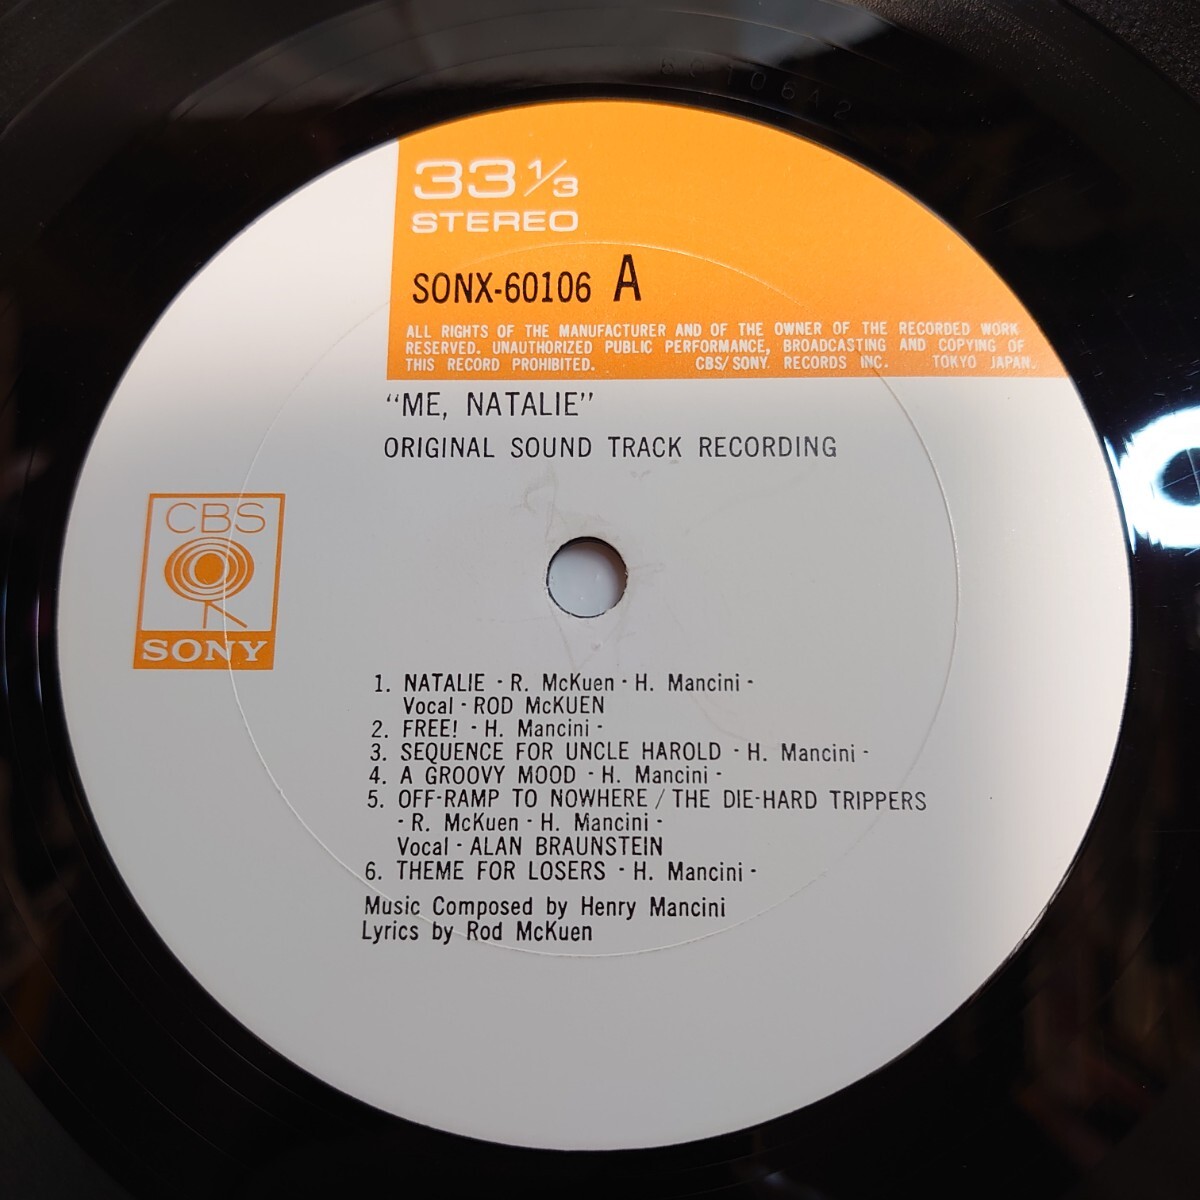 60106A2
33 1/3
STEREO
SONX-60106 A
ALL RIGHTS OF THE MANUFACTURER AND OF THE OWNER OF THE RECORDED WORK
RESERVED. UNAUTHORIZED PUBLIC PERFORMANCE, BROADCASTING AND COPYING OF
THIS RECORD PROHIBITED. CBS/SONY RECORDS INC. TOKYO JAPAN.
“ME, NATALIE”
ORIGINAL SOUND TRACK RECORDING
CBS
SONY
1. NATALIE - R. McKuen - H. Mancini -
Vocal - ROD McKUEN
2. FREE! - H. Mancini -
3. SEQUENCE FOR UNCLE HAROLD - H. Mancini -
4. A GROOVY MOOD - H. Mancini -
5. OFF-RAMP TO NOWHERE / THE DIE-HARD TRIPPERS
- R. McKuen - H. Mancini -
Vocal - ALAN BRAUNSTEIN
6. THEME FOR LOSERS - H. Mancini -
Music Composed by Henry Mancini
Lyrics by Rod McKuen